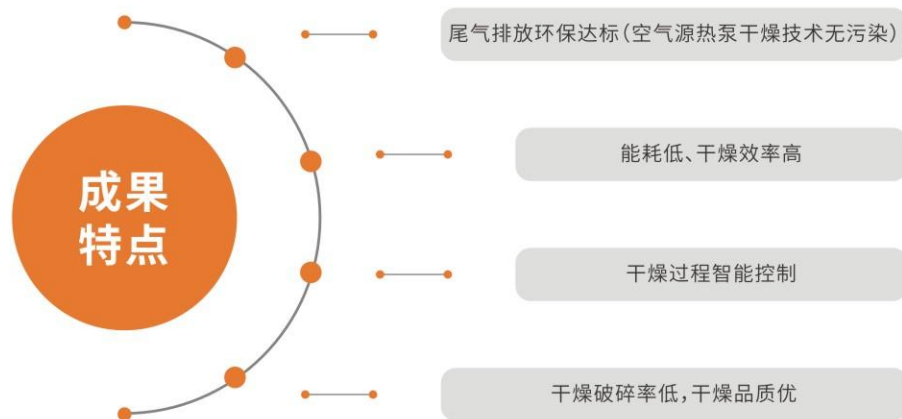 成果
特点
尾气排放环保达标(空气源热泵干燥技术无污染)
能耗低、干燥效率高
干燥过程智能控制
干燥破碎率低,干燥品质优